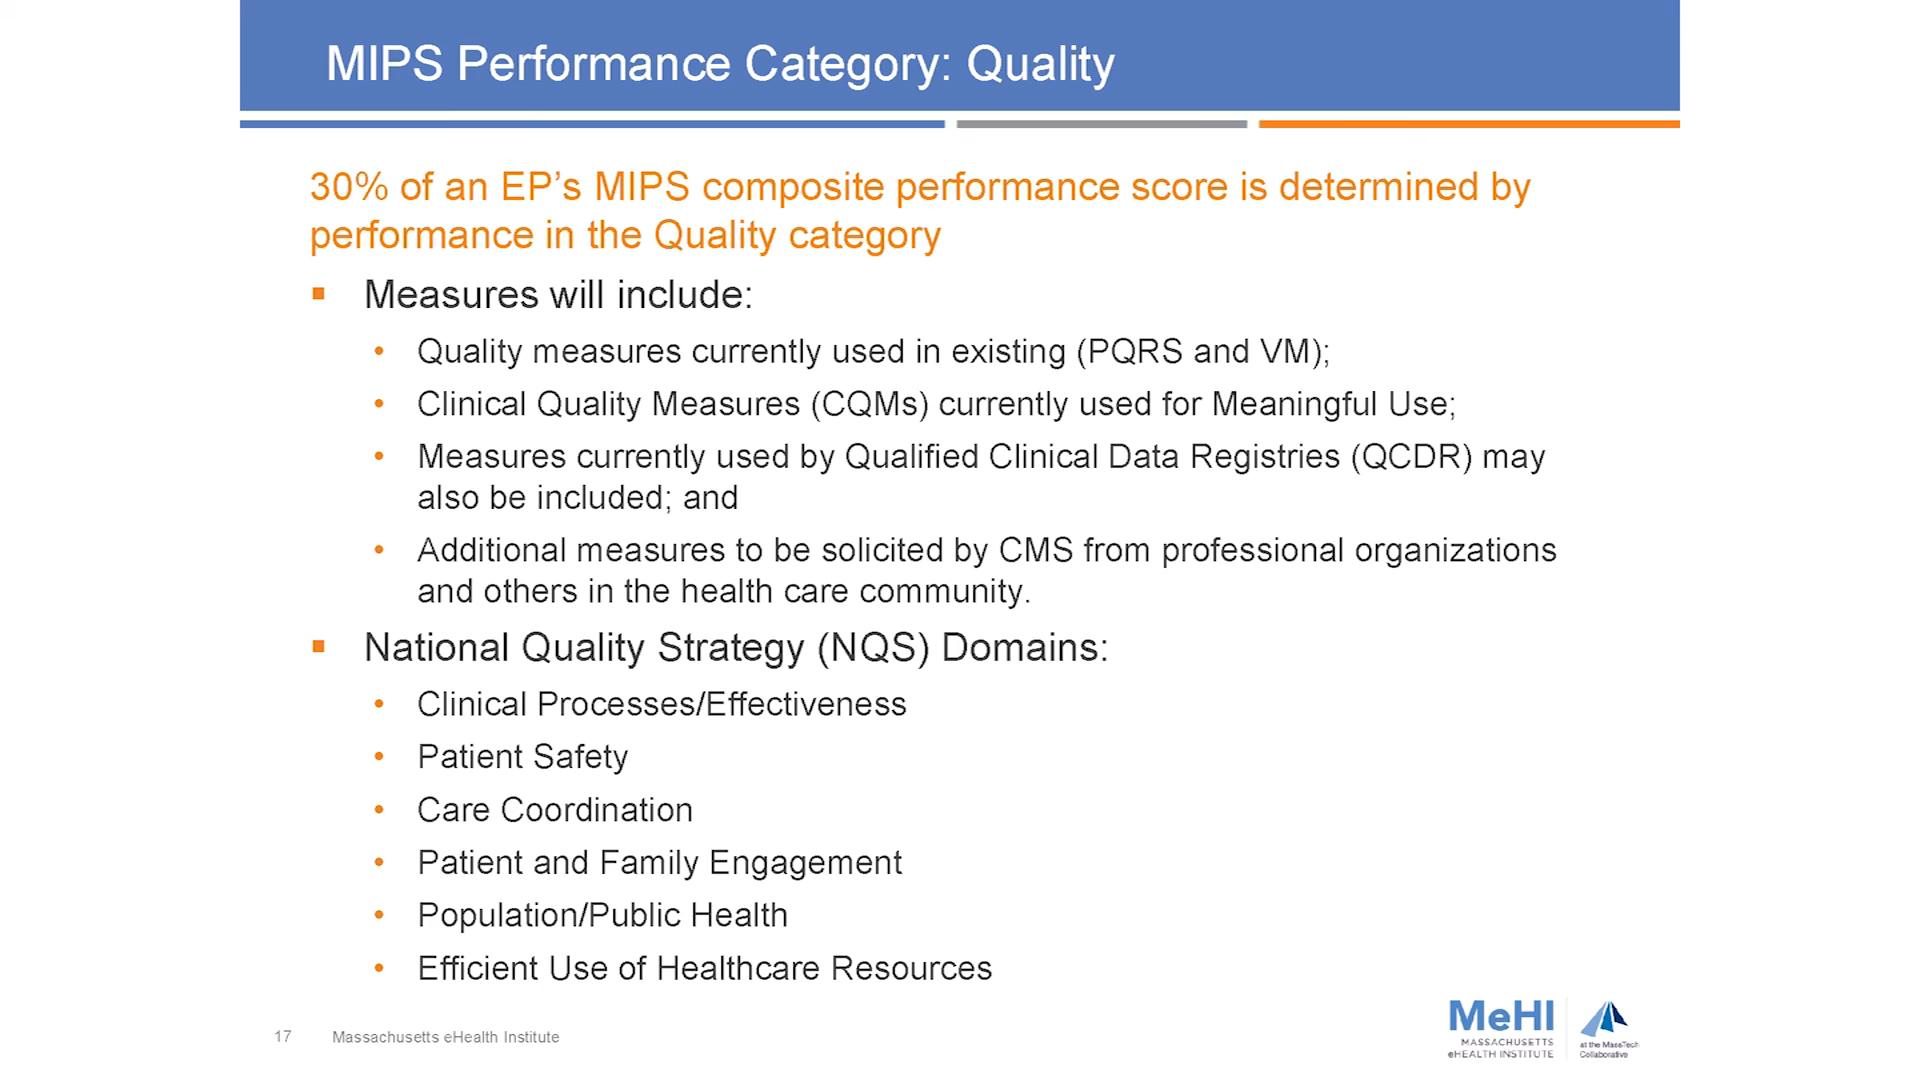 MIPS Performance Category: Quality
30% of an EP’s MIPS composite performance score is determined by
performance in the Quality category
▪ Measures will include:
• Quality measures currently used in existing (PQRS and VM);
• Clinical Quality Measures (CQMs) currently used for Meaningful Use;
• Measures currently used by Qualified Clinical Data Registries (QCDR) may
also be included; and
• Additional measures to be solicited by CMS from professional organizations
and others in the health care community.
▪ National Quality Strategy (NQS) Domains:
• Clinical Processes/Effectiveness
• Patient Safety
• Care Coordination
• Patient and Family Engagement
• Population/Public Health
• Efficient Use of Healthcare Resources
17 Massachusetts eHealth Institute
MeHI
MASSACHUSETTS
eHEALTH INSTITUTE
at the MassTech
Collaborative